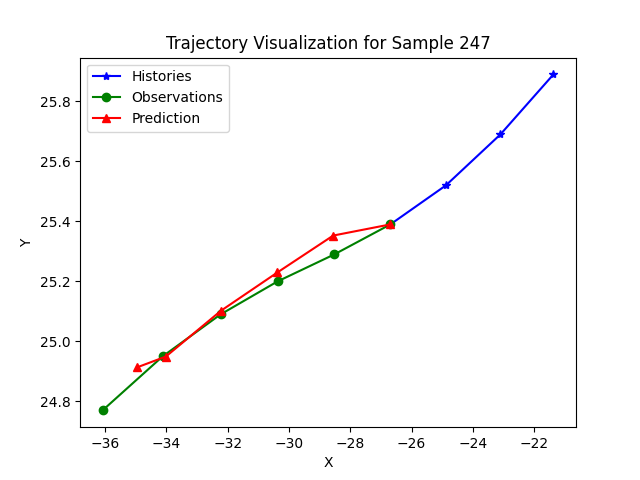 Trajectory Visualization for Sample 247
Histories
Observations
Prediction
25.8
25.6
25.4
25.2
25.0
24.8
Y
−36
−34
−32
−30
−28
−26
−24
−22
X